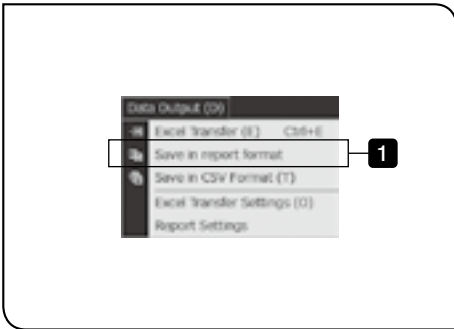 Data Output (D)
Excel Transfer (E) Ctrl+E
Save in report format
1
Save in CSV Format (T)
Excel Transfer Settings (O)
Report Settings